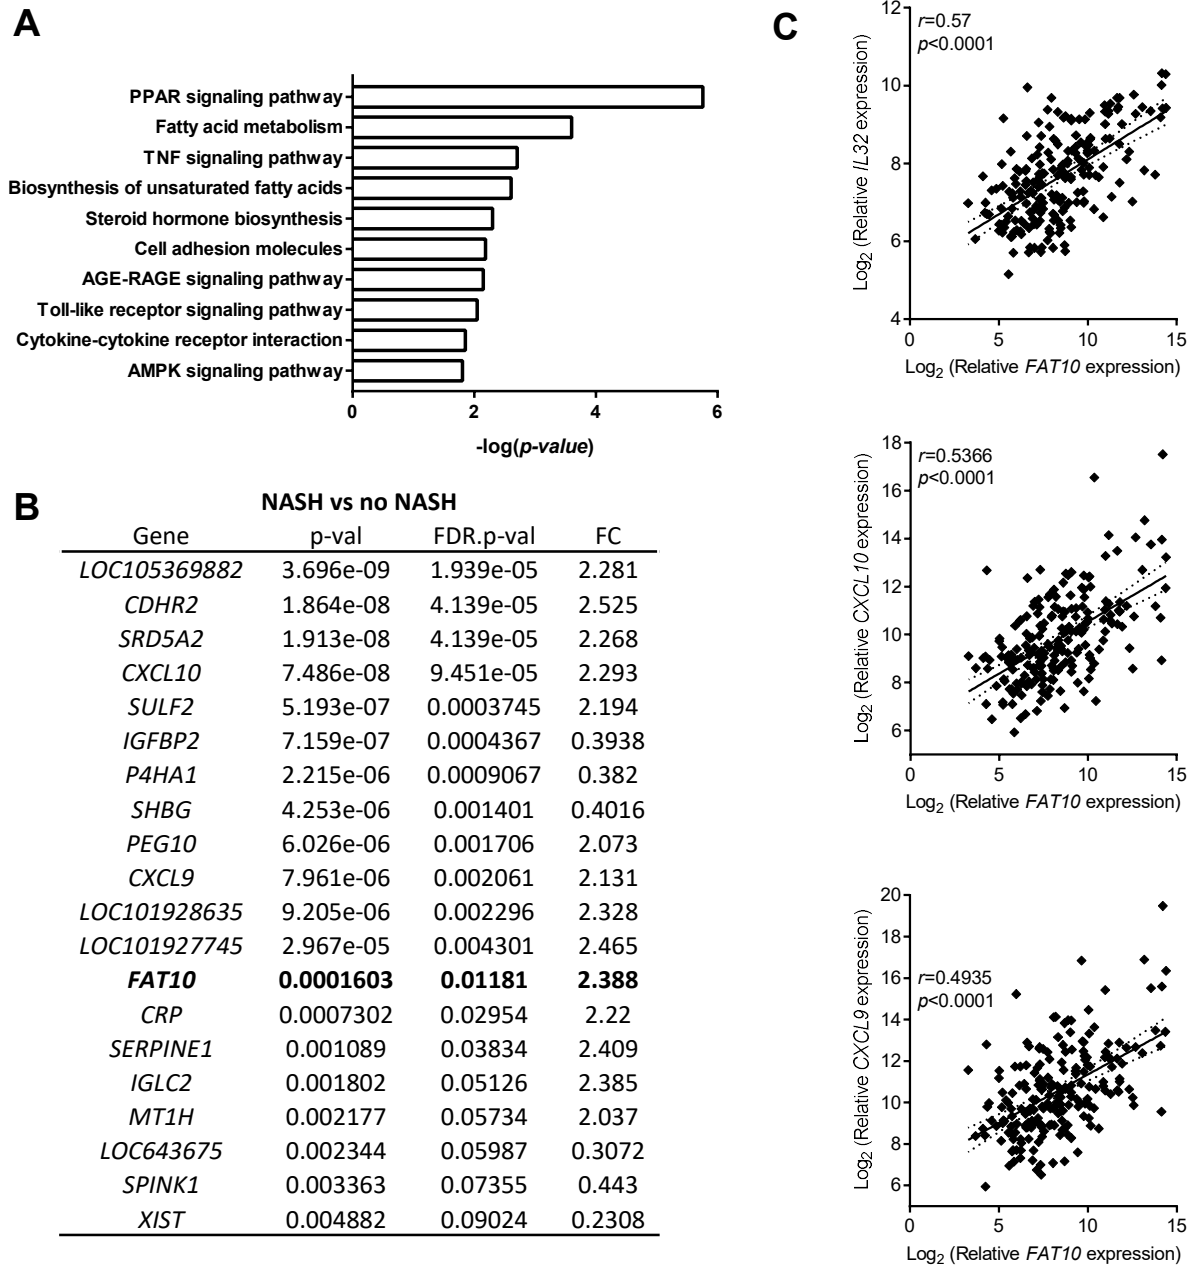 A
PPAR signaling pathway
Fatty acid metabolism
TNF signaling pathway
Biosynthesis of unsaturated fatty acids
Steroid hormone biosynthesis
Cell adhesion molecules
AGE-RAGE signaling pathway
Toll-like receptor signaling pathway
Cytokine-cytokine receptor interaction
AMPK signaling pathway
0 2 4 6
-log(p-value)
B
NASH vs no NASH
Gene p-val FDR.p-val FC
LOC105369882 3.696e-09 1.939e-05 2.281
CDHR2 1.864e-08 4.139e-05 2.525
SRD5A2 1.913e-08 4.139e-05 2.268
CXCL10 7.486e-08 9.451e-05 2.293
SULF2 5.193e-07 0.0003745 2.194
IGFBP2 7.159e-07 0.0004367 0.3938
P4HA1 2.215e-06 0.0009067 0.382
SHBG 4.253e-06 0.001401 0.4016
PEG10 6.026e-06 0.001706 2.073
CXCL9 7.961e-06 0.002061 2.131
LOC101928635 9.205e-06 0.002296 2.328
LOC101927745 2.967e-05 0.004301 2.465
FAT10 0.0001603 0.01181 2.388
CRP 0.0007302 0.02954 2.22
SERPINE1 0.001089 0.03834 2.409
IGLC2 0.001802 0.05126 2.385
MT1H 0.002177 0.05734 2.037
LOC643675 0.002344 0.05987 0.3072
SPINK1 0.003363 0.07355 0.443
XIST 0.004882 0.09024 0.2308
C
Log2 (Relative IL32 expression)
12
10
8
6
4
r=0.57
p<0.0001
0 5 10 15
Log2 (Relative FAT10 expression)
Log2 (Relative CXCL10 expression)
18
16
14
12
10
8
6
r=0.5366
p<0.0001
0 5 10 15
Log2 (Relative FAT10 expression)
Log2 (Relative CXCL9 expression)
20
18
16
14
12
10
8
6
r=0.4935
p<0.0001
0 5 10 15
Log2 (Relative FAT10 expression)